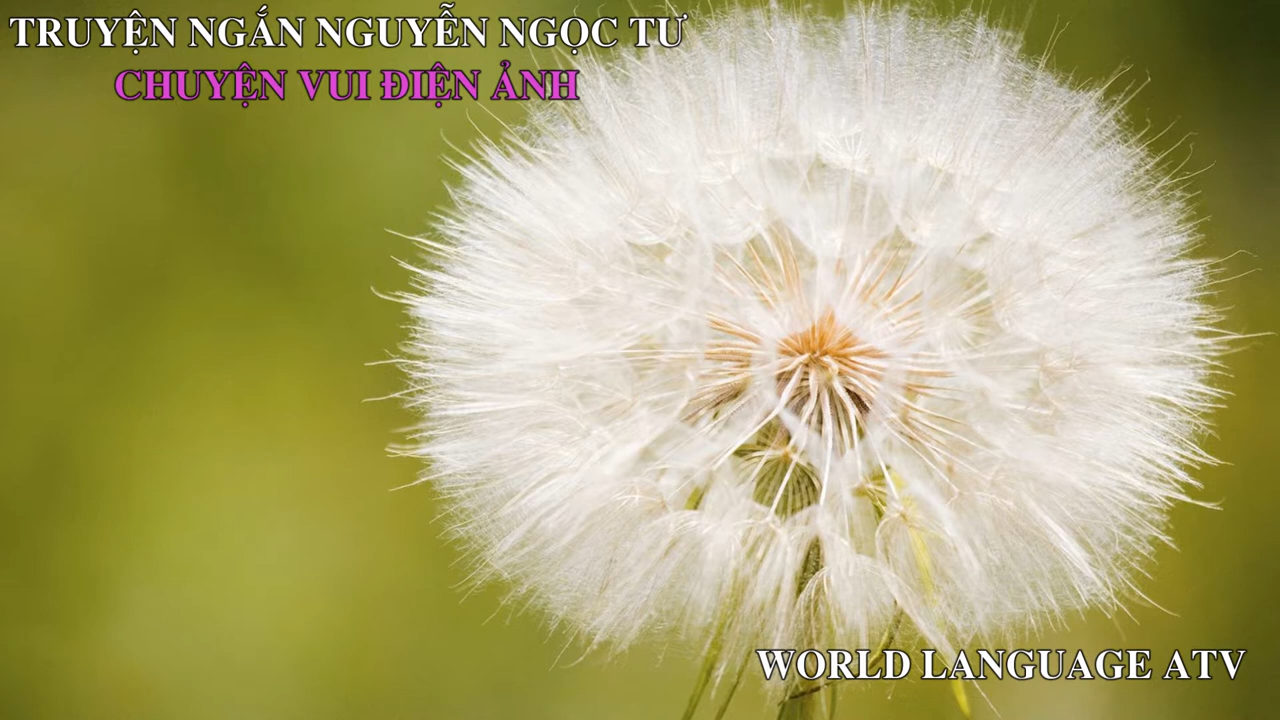 TRUYỆN NGẮN NGUYỄN NGỌC TƯ
CHUYỆN VUI ĐIỆN ẢNH
WORLD LANGUAGE ATV